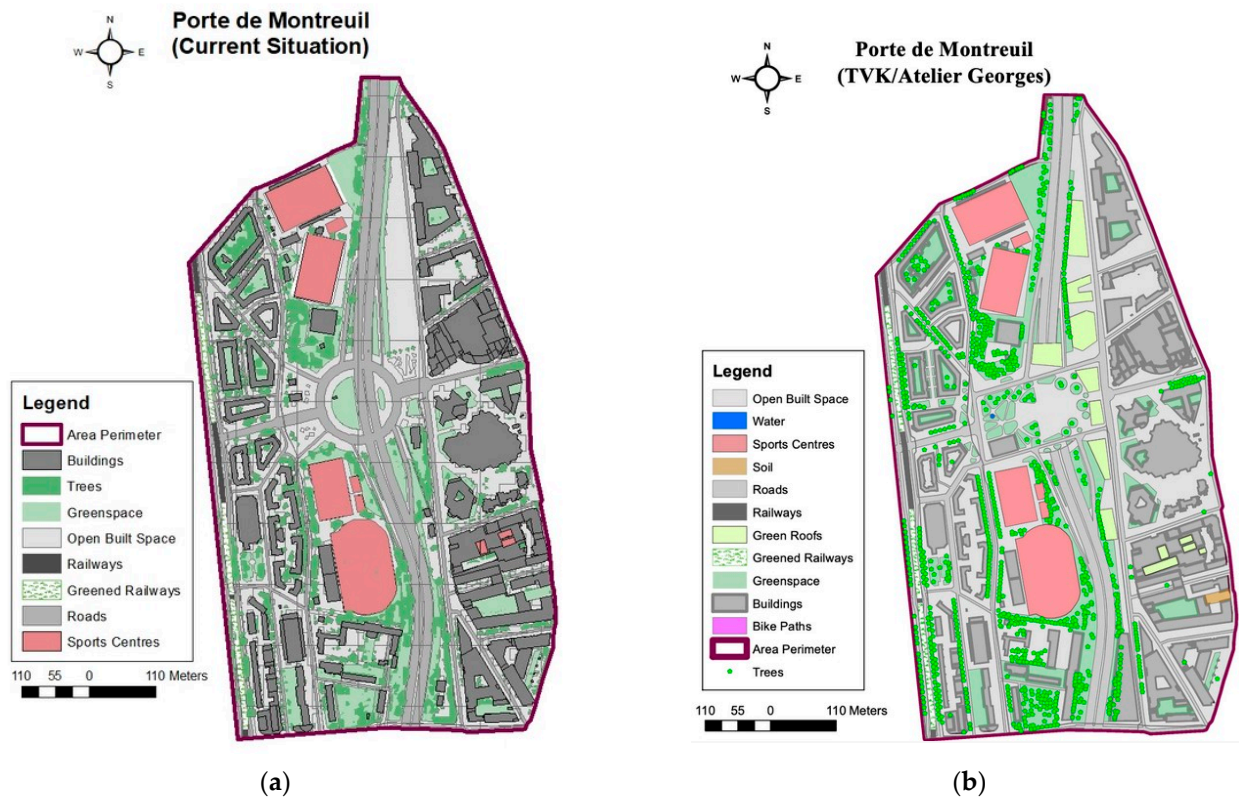 Porte de Montreuil
(Current Situation)
N
W E
S
Legend
Area Perimeter
Buildings
Trees
Greenspace
Open Built Space
Railways
Greened Railways
Roads
Sports Centres
110 55 0 110 Meters
(a)
Porte de Montreuil
(TVK/Atelier Georges)
N
W E
S
Legend
Open Built Space
Water
Sports Centres
Soil
Roads
Railways
Green Roofs
Greened Railways
Greenspace
Buildings
Bike Paths
Area Perimeter
Trees
110 55 0 110 Meters
(b)